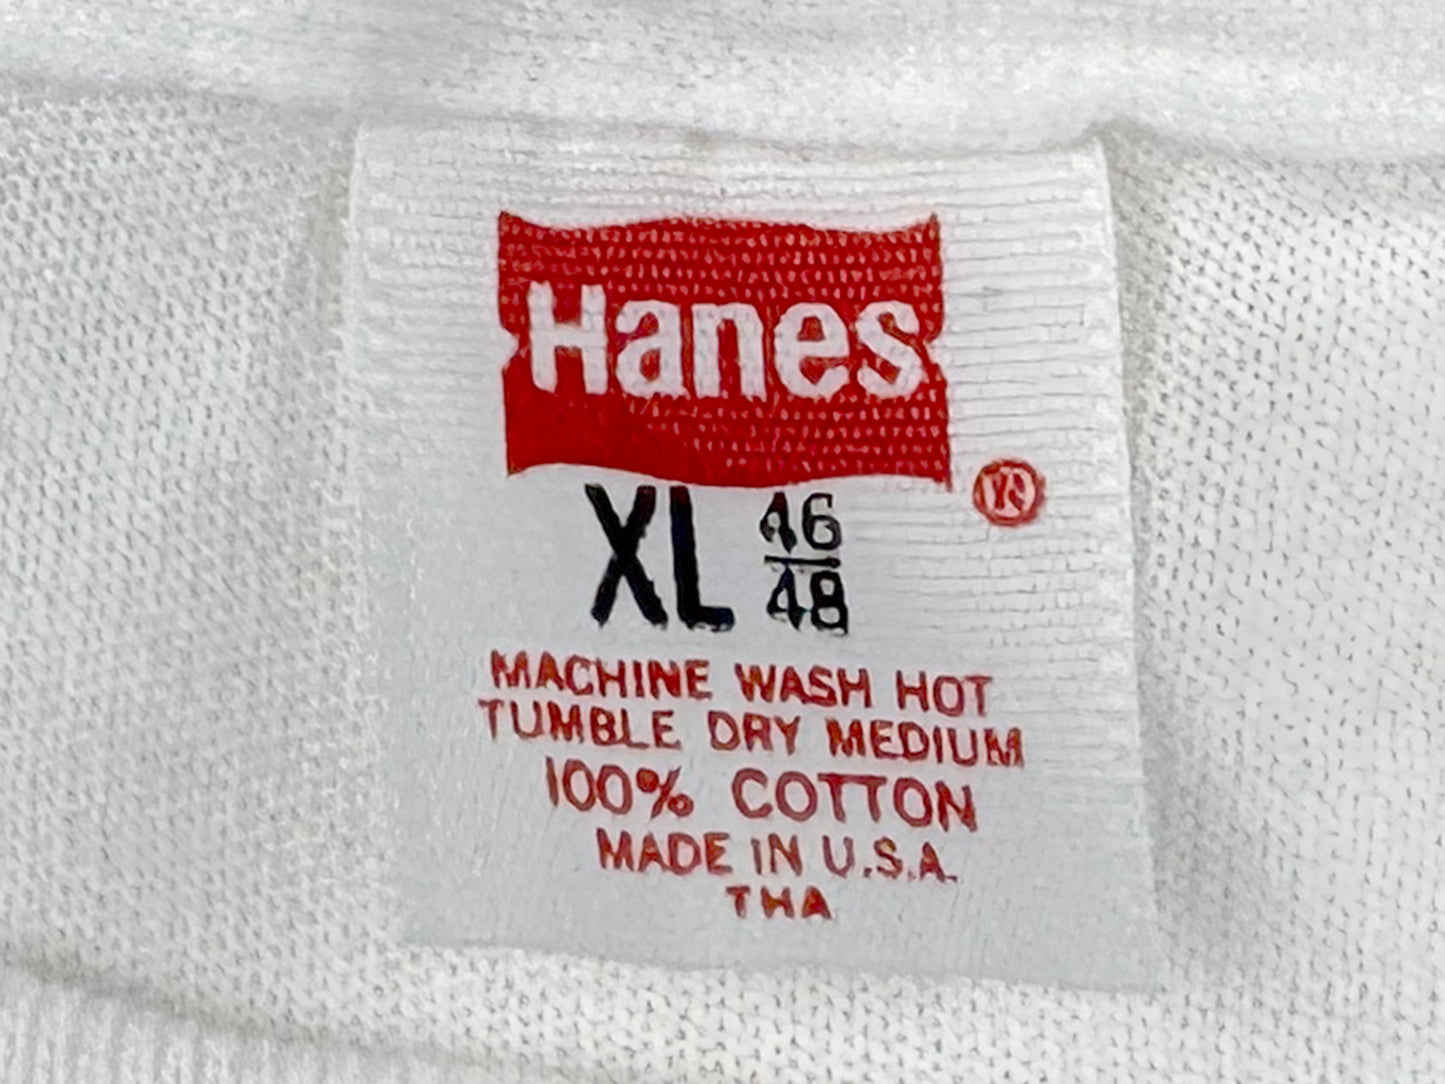 Hanes
XL 46/48
MACHINE WASH HOT
TUMBLE DRY MEDIUM
100% COTTON
MADE IN U.S.A.
THA